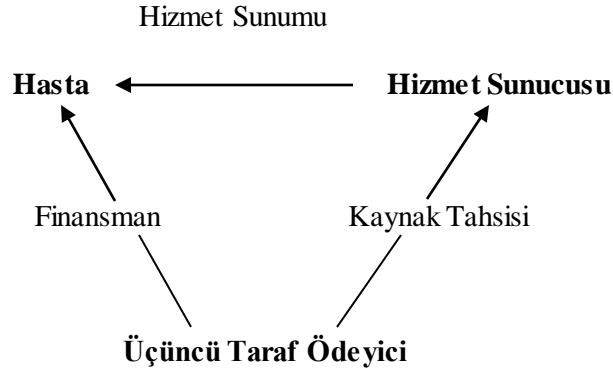 Hizmet Sunumu
Hasta
Hizmet Sunucusu
Finansman
Kaynak Tahsisi
Üçüncü Taraf Ödeyici